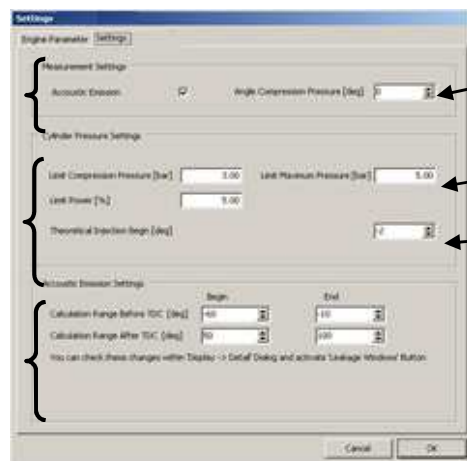 Settings
Engine Parameter Settings
Measurement Settings
Accoustic Emission Angle Compression Pressure [deg] 0
Cylinder Pressure Settings
Limit Compression Pressure [bar] 3.00 Limit Maximum Pressure [bar] 5.00
Limit Power [%] 5.00
Theoretical Injection Begin [deg] -2
Accoustic Emission Settings
Begin End
Calculation Range Before TDC [deg] -60 -10
Calculation Range After TDC [deg] 50 100
You can check these changes within 'Display -> Detail' Dialog and activate 'Leakage Windows' Button
Cancel OK